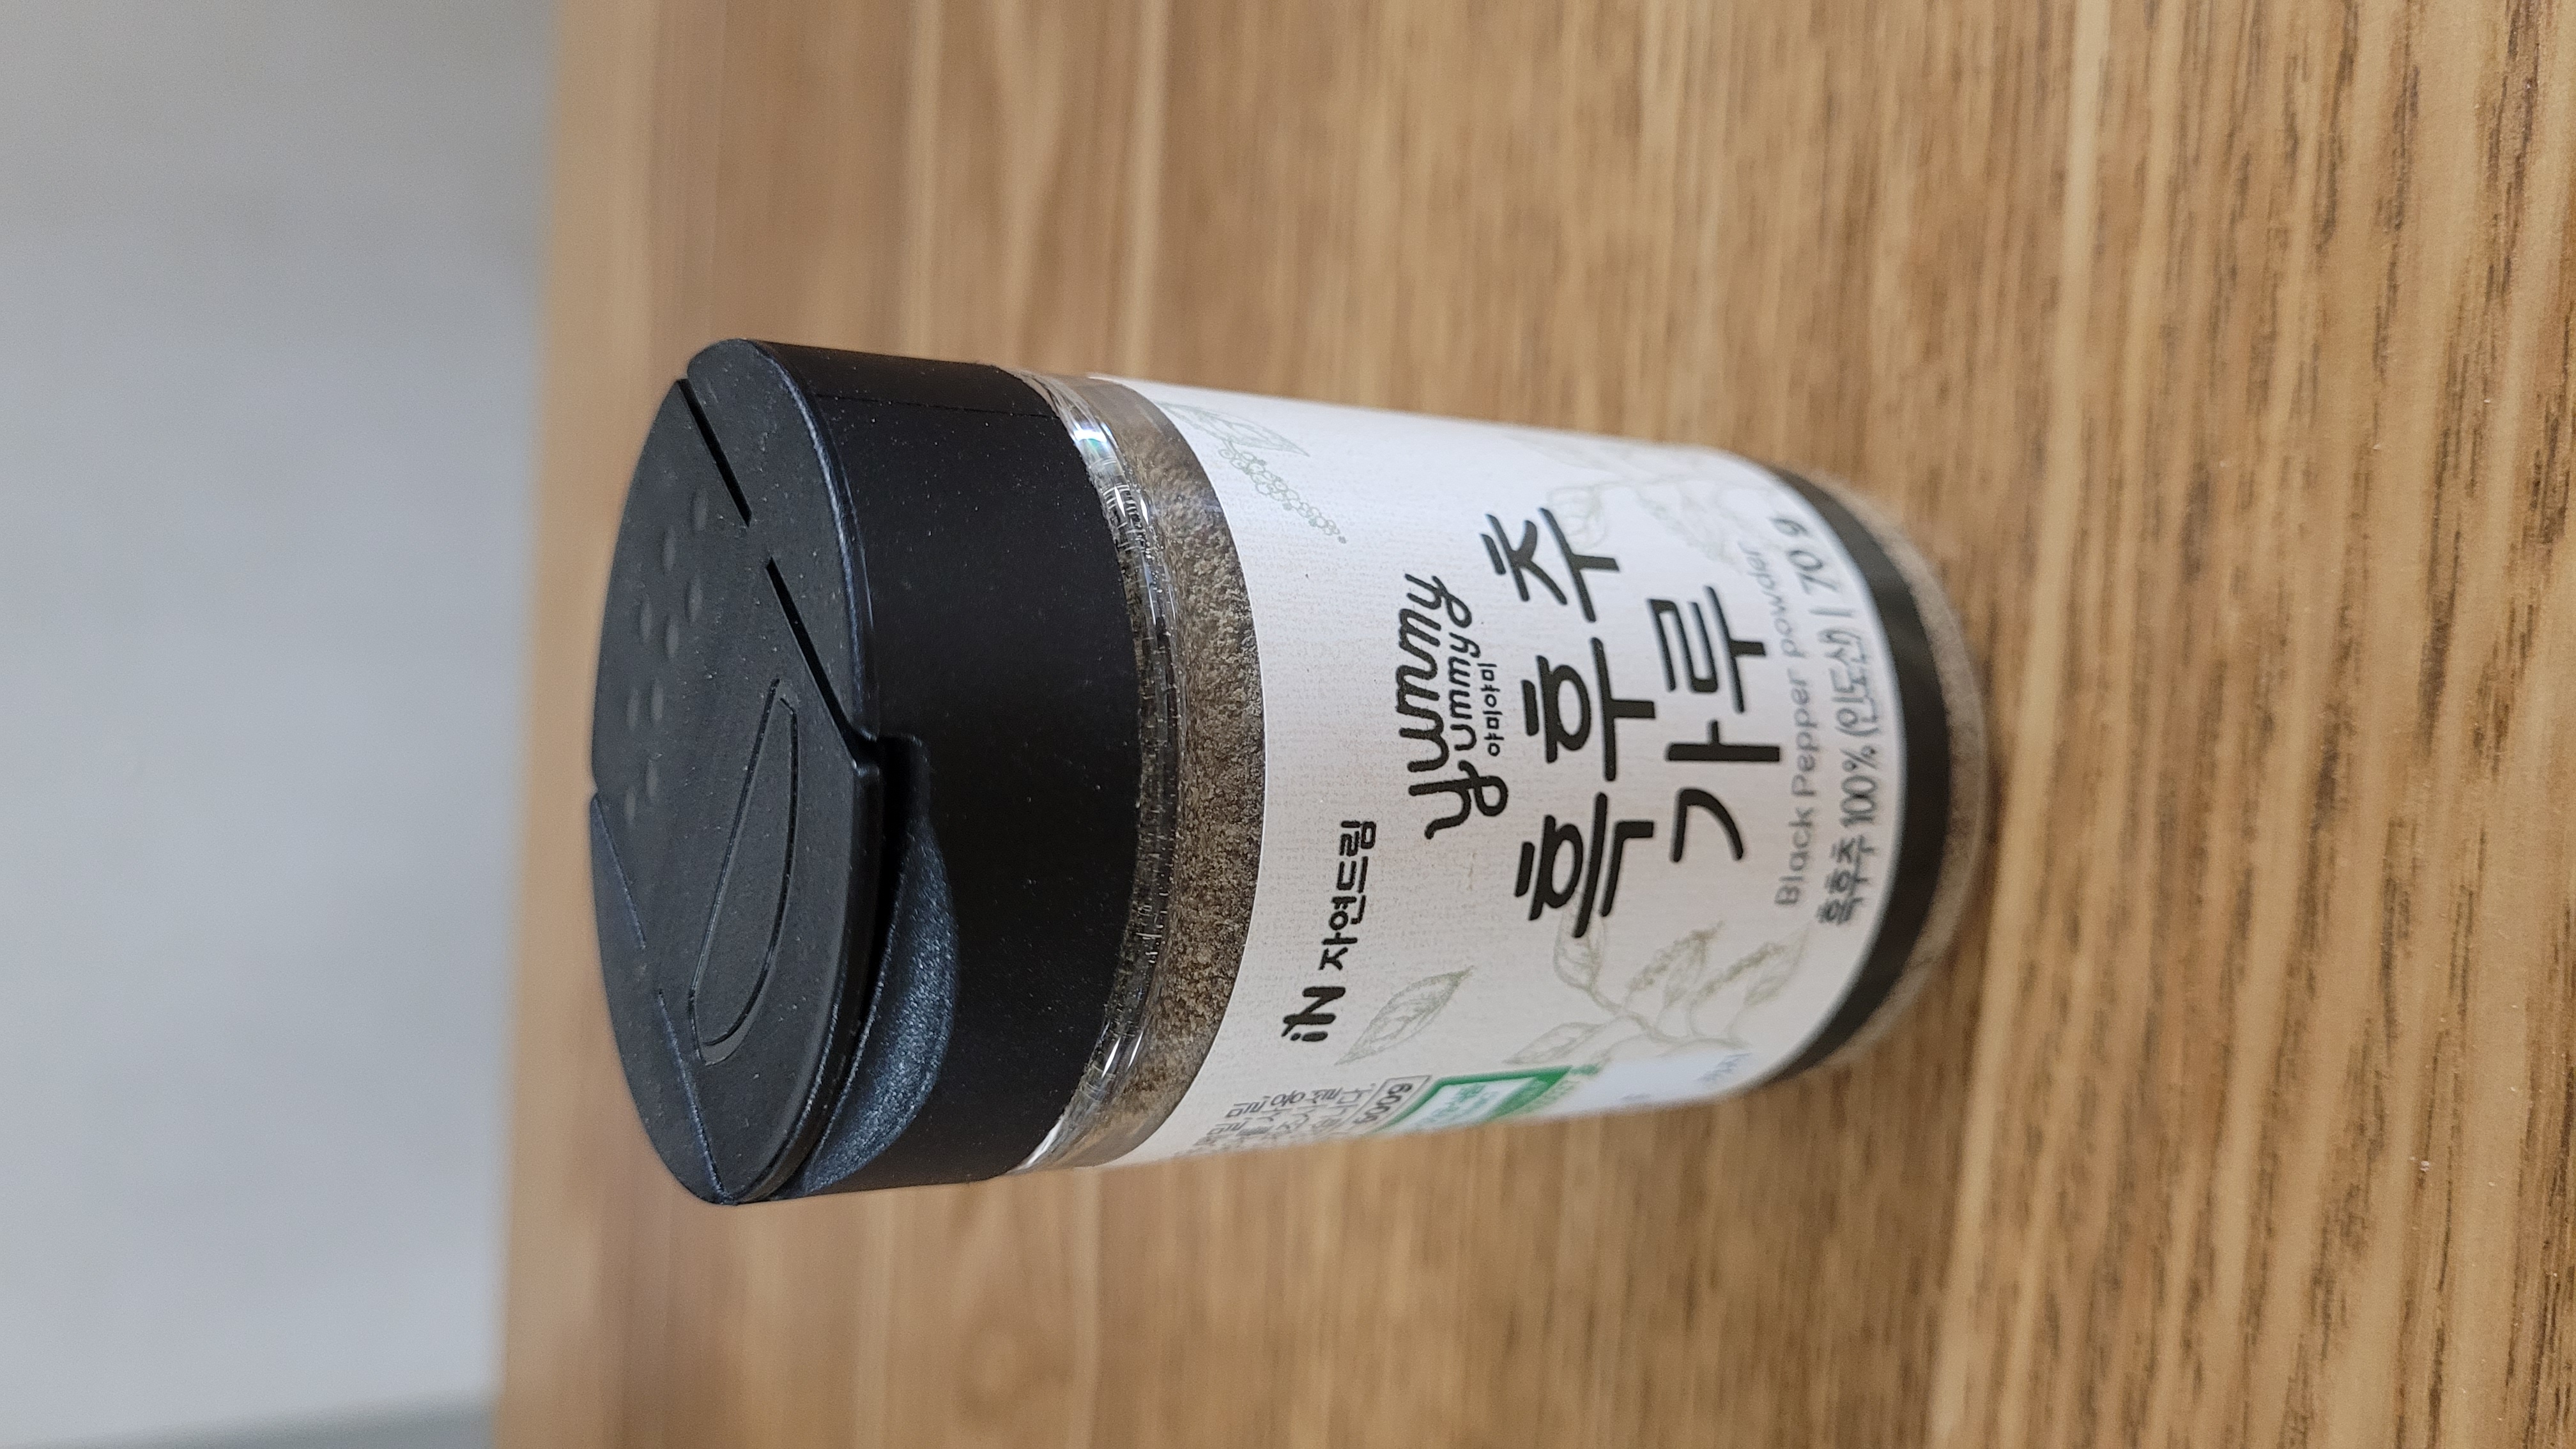 iN 자연드림
yummy
yummy
야미야미
흑후추
가루
Black Pepper powder
흑후추 100% (인도산) | 70 g